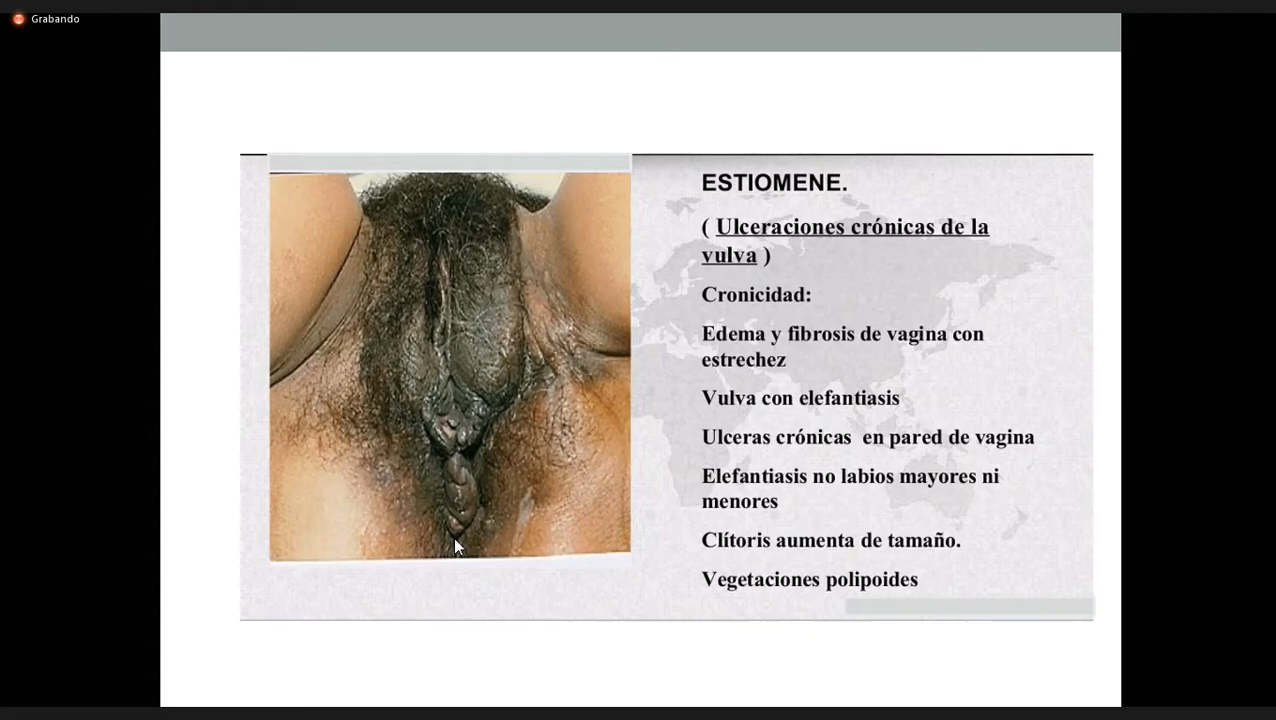 Grabando
ESTIOMENE.
( Ulceraciones crónicas de la
vulva )
Cronicidad:
Edema y fibrosis de vagina con
estrechez
Vulva con elefantiasis
Ulceras crónicas en pared de vagina
Elefantiasis no labios mayores ni
menores
Clítoris aumenta de tamaño.
Vegetaciones polipoides